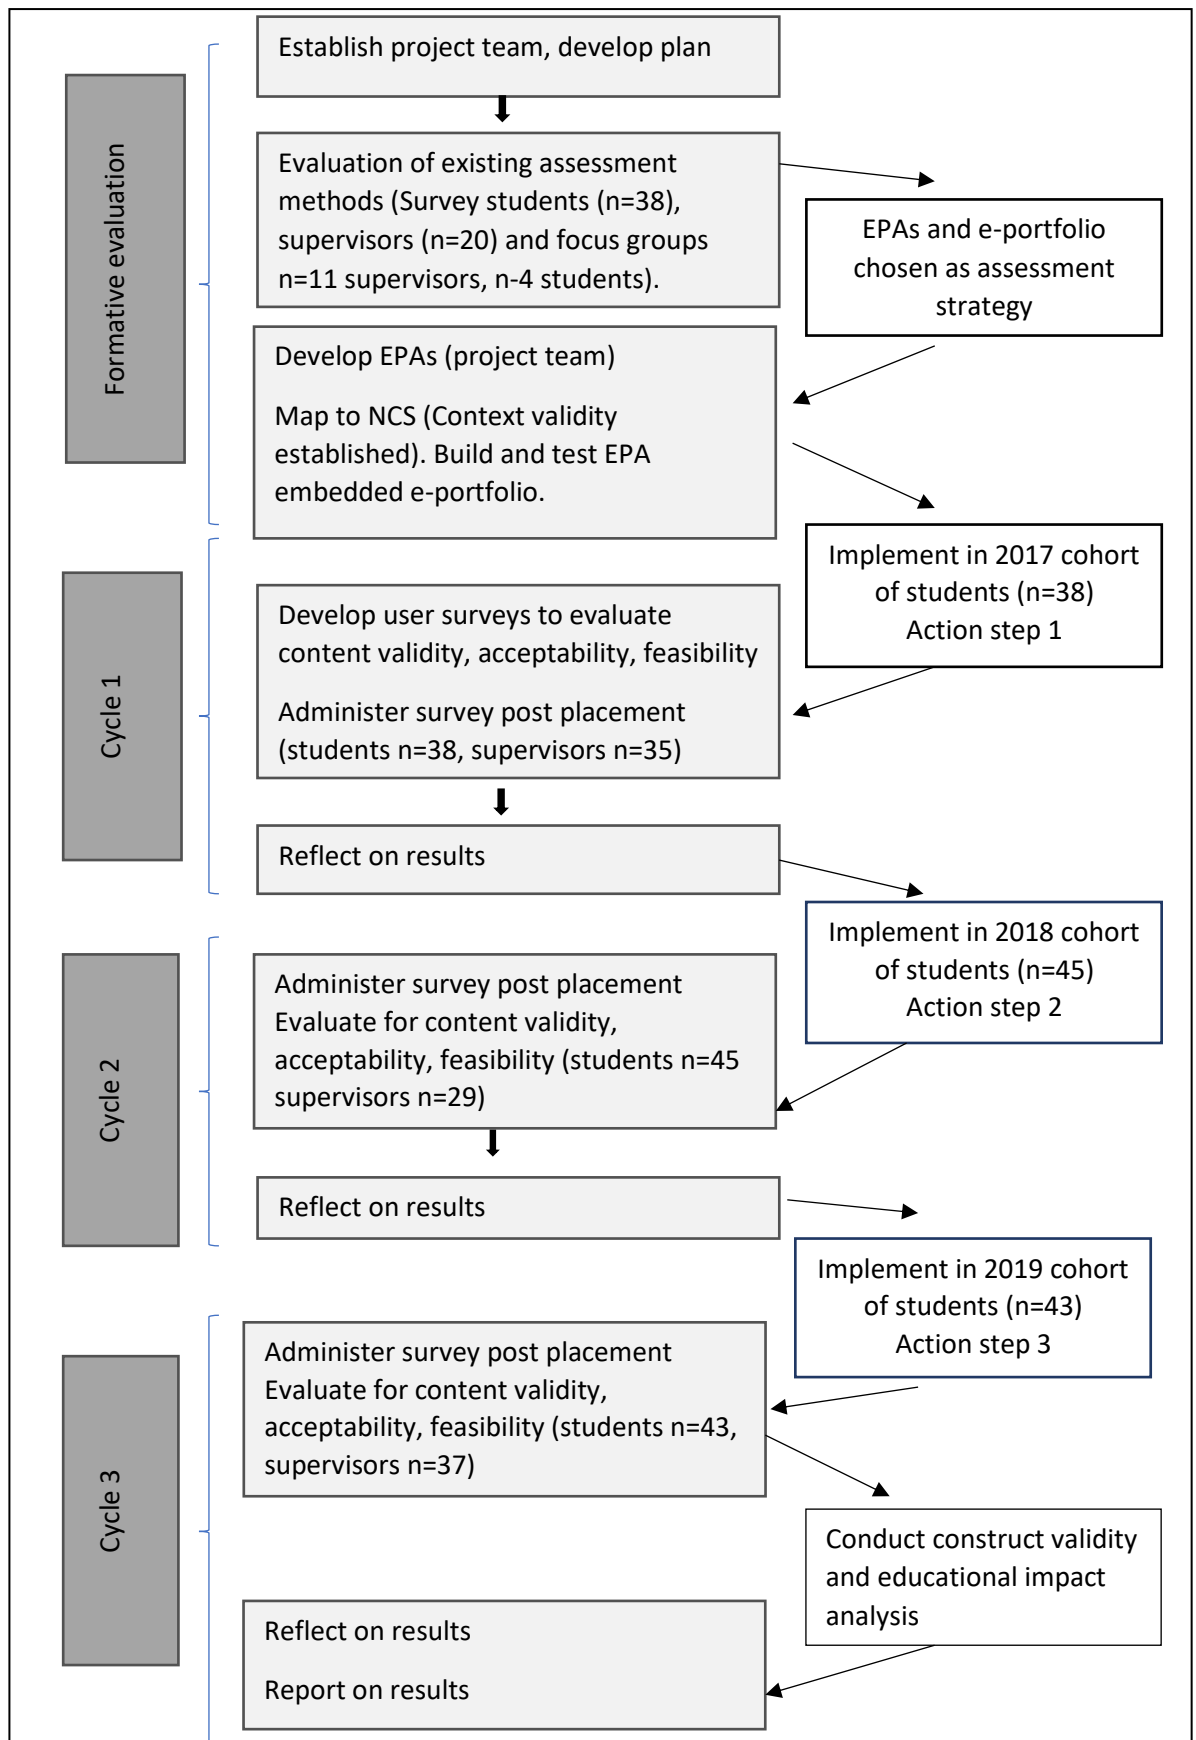 Formative evaluation
Establish project team, develop plan
Evaluation of existing assessment
methods (Survey students (n=38),
supervisors (n=20) and focus groups
n=11 supervisors, n-4 students).
EPAs and e-portfolio
chosen as assessment
strategy
Develop EPAs (project team)
Map to NCS (Context validity
established). Build and test EPA
embedded e-portfolio.
Implement in 2017 cohort
of students (n=38)
Action step 1
Cycle 1
Develop user surveys to evaluate
content validity, acceptability, feasibility
Administer survey post placement
(students n=38, supervisors n=35)
Reflect on results
Implement in 2018 cohort
of students (n=45)
Action step 2
Cycle 2
Administer survey post placement
Evaluate for content validity,
acceptability, feasibility (students n=45
supervisors n=29)
Reflect on results
Implement in 2019 cohort
of students (n=43)
Action step 3
Cycle 3
Administer survey post placement
Evaluate for content validity,
acceptability, feasibility (students n=43,
supervisors n=37)
Conduct construct validity
and educational impact
analysis
Reflect on results
Report on results